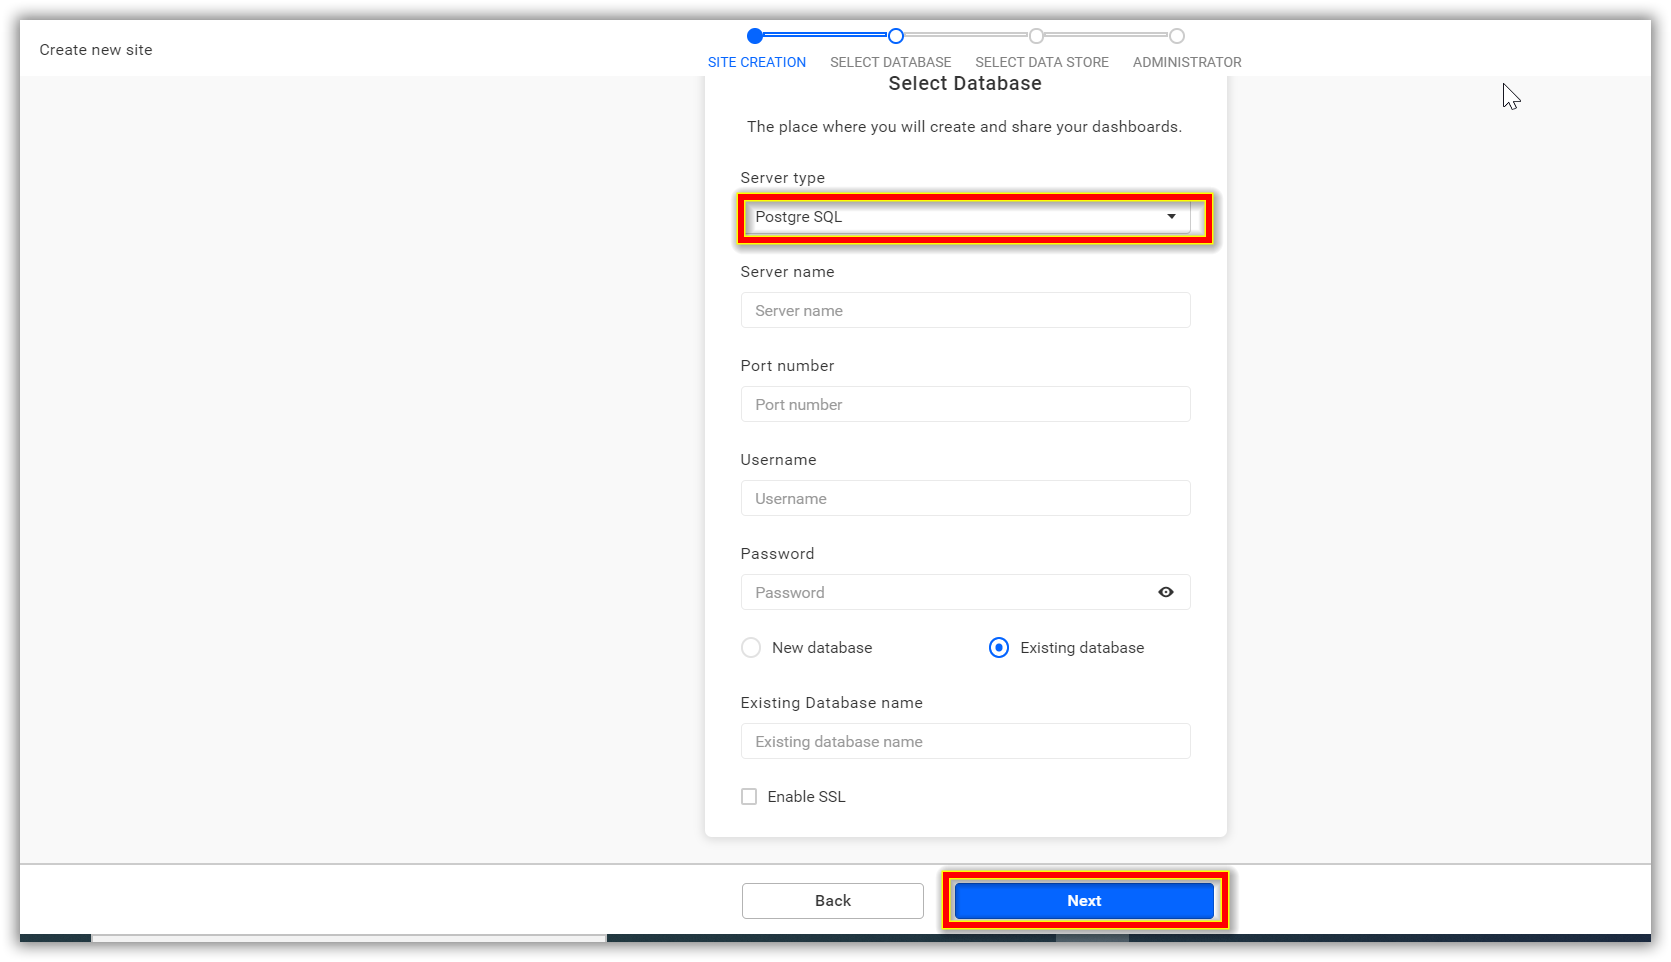 Create new site
SITE CREATION SELECT DATABASE SELECT DATA STORE ADMINISTRATOR
Select Database
The place where you will create and share your dashboards.
Server type
Postgre SQL
Server name
Server name
Port number
Port number
Username
Username
Password
Password
New database Existing database
Existing Database name
Existing database name
Enable SSL
Back Next